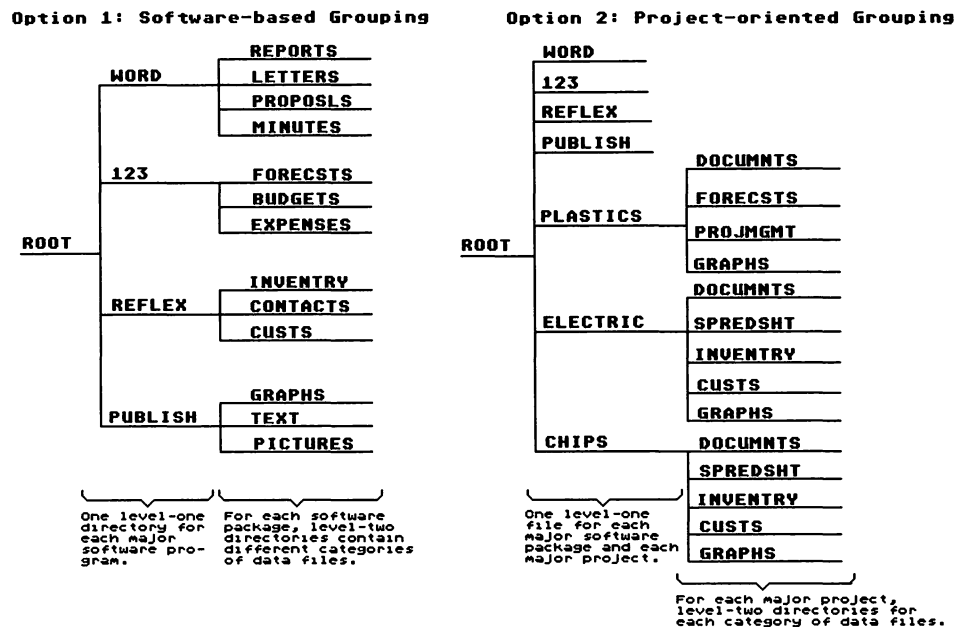 Option 1: Software-based Grouping
ROOT
WORD
REPORTS
LETTERS
PROPOSLS
MINUTES
123
FORECSTS
BUDGETS
EXPENSES
REFLEX
INVENTRY
CONTACTS
CUSTS
PUBLISH
GRAPHS
TEXT
PICTURES
One level-one
directory for
each major
software pro-
gram.
For each software
package, level-two
directories contain
different categories
of data files.
Option 2: Project-oriented Grouping
ROOT
WORD
123
REFLEX
PUBLISH
PLASTICS
DOCUMNTS
FORECSTS
PROJMGMT
GRAPHS
ELECTRIC
DOCUMNTS
SPREDSHT
INVENTRY
CUSTS
GRAPHS
CHIPS
DOCUMNTS
SPREDSHT
INVENTRY
CUSTS
GRAPHS
One level-one
file for each
major software
package and each
major project.
For each major project,
level-two directories for
each category of data files.